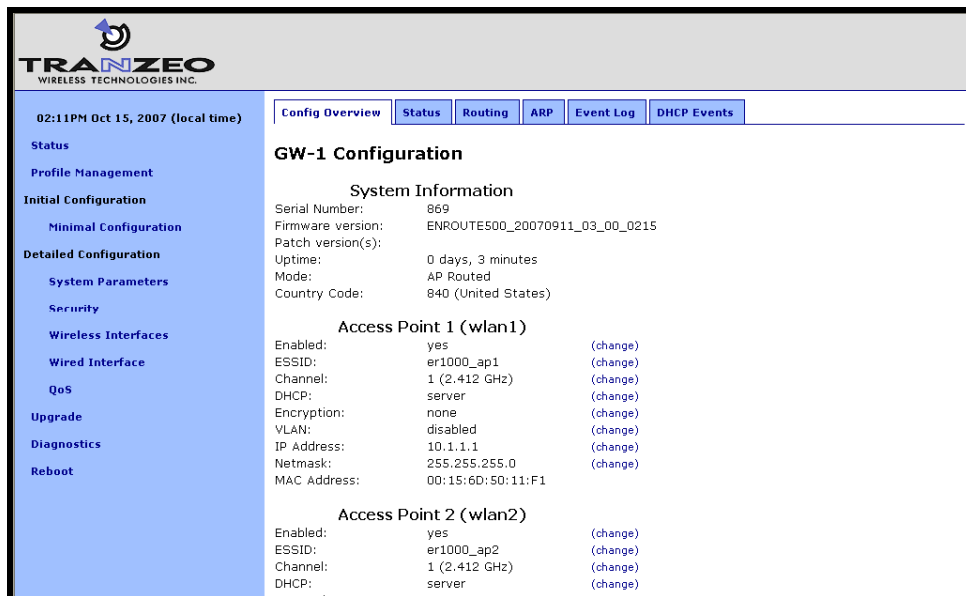 TRANZEO
WIRELESS TECHNOLOGIES INC.
02:11PM Oct 15, 2007 (local time)
Status
Profile Management
Initial Configuration
Minimal Configuration
Detailed Configuration
System Parameters
Security
Wireless Interfaces
Wired Interface
QoS
Upgrade
Diagnostics
Reboot
Config Overview Status Routing ARP Event Log DHCP Events
GW-1 Configuration
System Information
Serial Number: 869
Firmware version: ENROUTE500_20070911_03_00_0215
Patch version(s):
Uptime: 0 days, 3 minutes
Mode: AP Routed
Country Code: 840 (United States)
Access Point 1 (wlan1)
Enabled: yes (change)
ESSID: er1000_ap1 (change)
Channel: 1 (2.412 GHz) (change)
DHCP: server (change)
Encryption: none (change)
VLAN: disabled (change)
IP Address: 10.1.1.1 (change)
Netmask: 255.255.255.0 (change)
MAC Address: 00:15:6D:50:11:F1
Access Point 2 (wlan2)
Enabled: yes (change)
ESSID: er1000_ap2 (change)
Channel: 1 (2.412 GHz) (change)
DHCP: server (change)